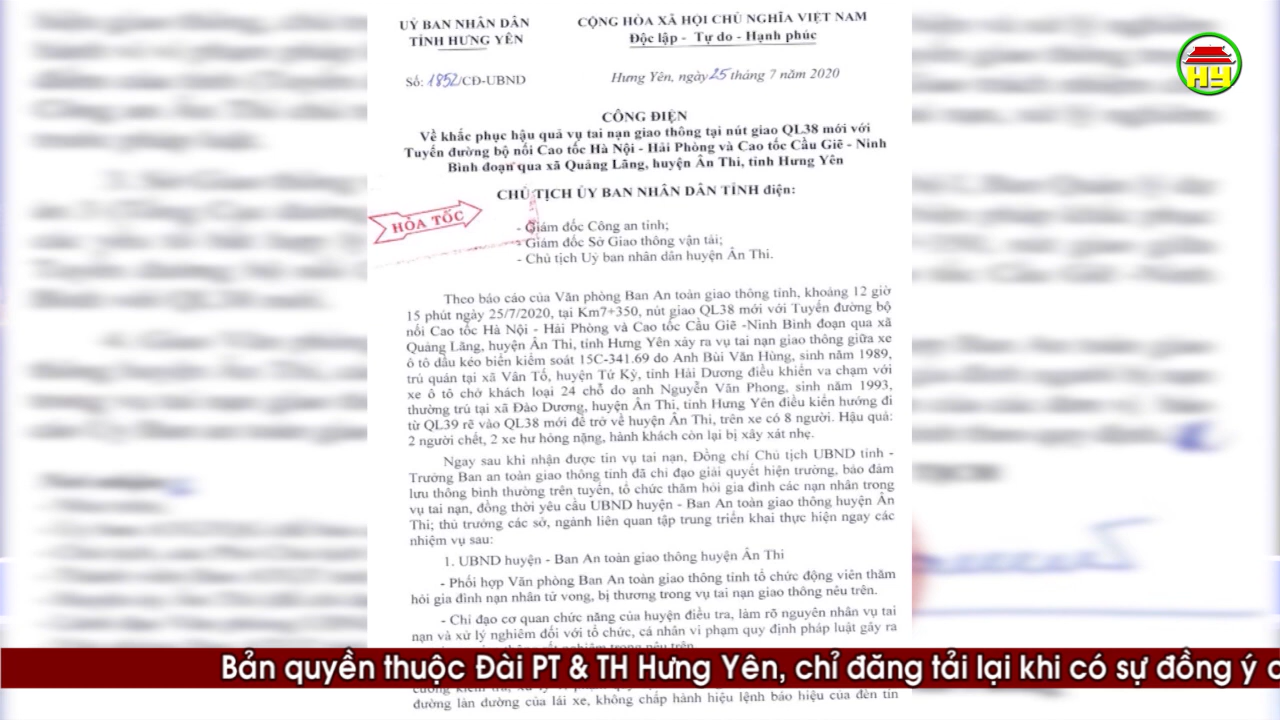 UỶ BAN NHÂN DÂN
TỈNH HƯNG YÊN
CỘNG HÒA XÃ HỘI CHỦ NGHĨA VIỆT NAM
Độc lập - Tự do - Hạnh phúc
Số: 1852/CĐ-UBND
Hưng Yên, ngày 25 tháng 7 năm 2020
HY
CÔNG ĐIỆN
Về khắc phục hậu quả vụ tai nạn giao thông tại nút giao QL38 mới với
Tuyến đường bộ nối Cao tốc Hà Nội - Hải Phòng và Cao tốc Cầu Giẽ - Ninh
Bình đoạn qua xã Quảng Lãng, huyện Ân Thi, tỉnh Hưng Yên
CHỦ TỊCH ỦY BAN NHÂN DÂN TỈNH điện:
HỎA TỐC
- Giám đốc Công an tỉnh;
- Giám đốc Sở Giao thông vận tải;
- Chủ tịch Uỷ ban nhân dân huyện Ân Thi.
Theo báo cáo của Văn phòng Ban An toàn giao thông tỉnh, khoảng 12 giờ
15 phút ngày 25/7/2020, tại Km7+350, nút giao QL38 mới với Tuyến đường bộ
nối Cao tốc Hà Nội - Hải Phòng và Cao tốc Cầu Giẽ -Ninh Bình đoạn qua xã
Quảng Lãng, huyện Ân Thi, tỉnh Hưng Yên xảy ra vụ tai nạn giao thông giữa xe
ô tô đầu kéo biển kiểm soát 15C-341.69 do Anh Bùi Văn Hùng, sinh năm 1989,
trú quán tại xã Văn Tố, huyện Tứ Kỳ, tỉnh Hải Dương điều khiển va chạm với
xe ô tô chở khách loại 24 chỗ do anh Nguyễn Văn Phong, sinh năm 1993,
thường trú tại xã Đào Dương, huyện Ân Thi, tỉnh Hưng Yên điều kiển hướng đi
từ QL39 rẽ vào QL38 mới để trở về huyện Ân Thi, trên xe có 8 người. Hậu quả:
2 người chết, 2 xe hư hỏng nặng, hành khách còn lại bị xây xát nhẹ.
Ngay sau khi nhận được tin vụ tai nạn, Đồng chí Chủ tịch UBND tỉnh -
Trưởng Ban an toàn giao thông tỉnh đã chỉ đạo giải quyết hiện trường, bảo đảm
lưu thông bình thường trên tuyến, tổ chức thăm hỏi gia đình các nạn nhân trong
vụ tai nạn, đồng thời yêu cầu UBND huyện - Ban An toàn giao thông huyện Ân
Thi; thủ trưởng các sở, ngành liên quan tập trung triển khai thực hiện ngay các
nhiệm vụ sau:
1. UBND huyện - Ban An toàn giao thông huyện Ân Thi
- Phối hợp Văn phòng Ban An toàn giao thông tỉnh tổ chức động viên thăm
hỏi gia đình nạn nhân tử vong, bị thương trong vụ tai nạn giao thông nêu trên.
- Chỉ đạo cơ quan chức năng của huyện điều tra, làm rõ nguyên nhân vụ tai
nạn và xử lý nghiêm đối với tổ chức, cá nhân vi phạm quy định pháp luật gây ra
Bản quyền thuộc Đài PT & TH Hưng Yên, chỉ đăng tải lại khi có sự đồng ý c
đường làn đường của lái xe, không chấp hành hiệu lệnh báo hiệu của đèn tín